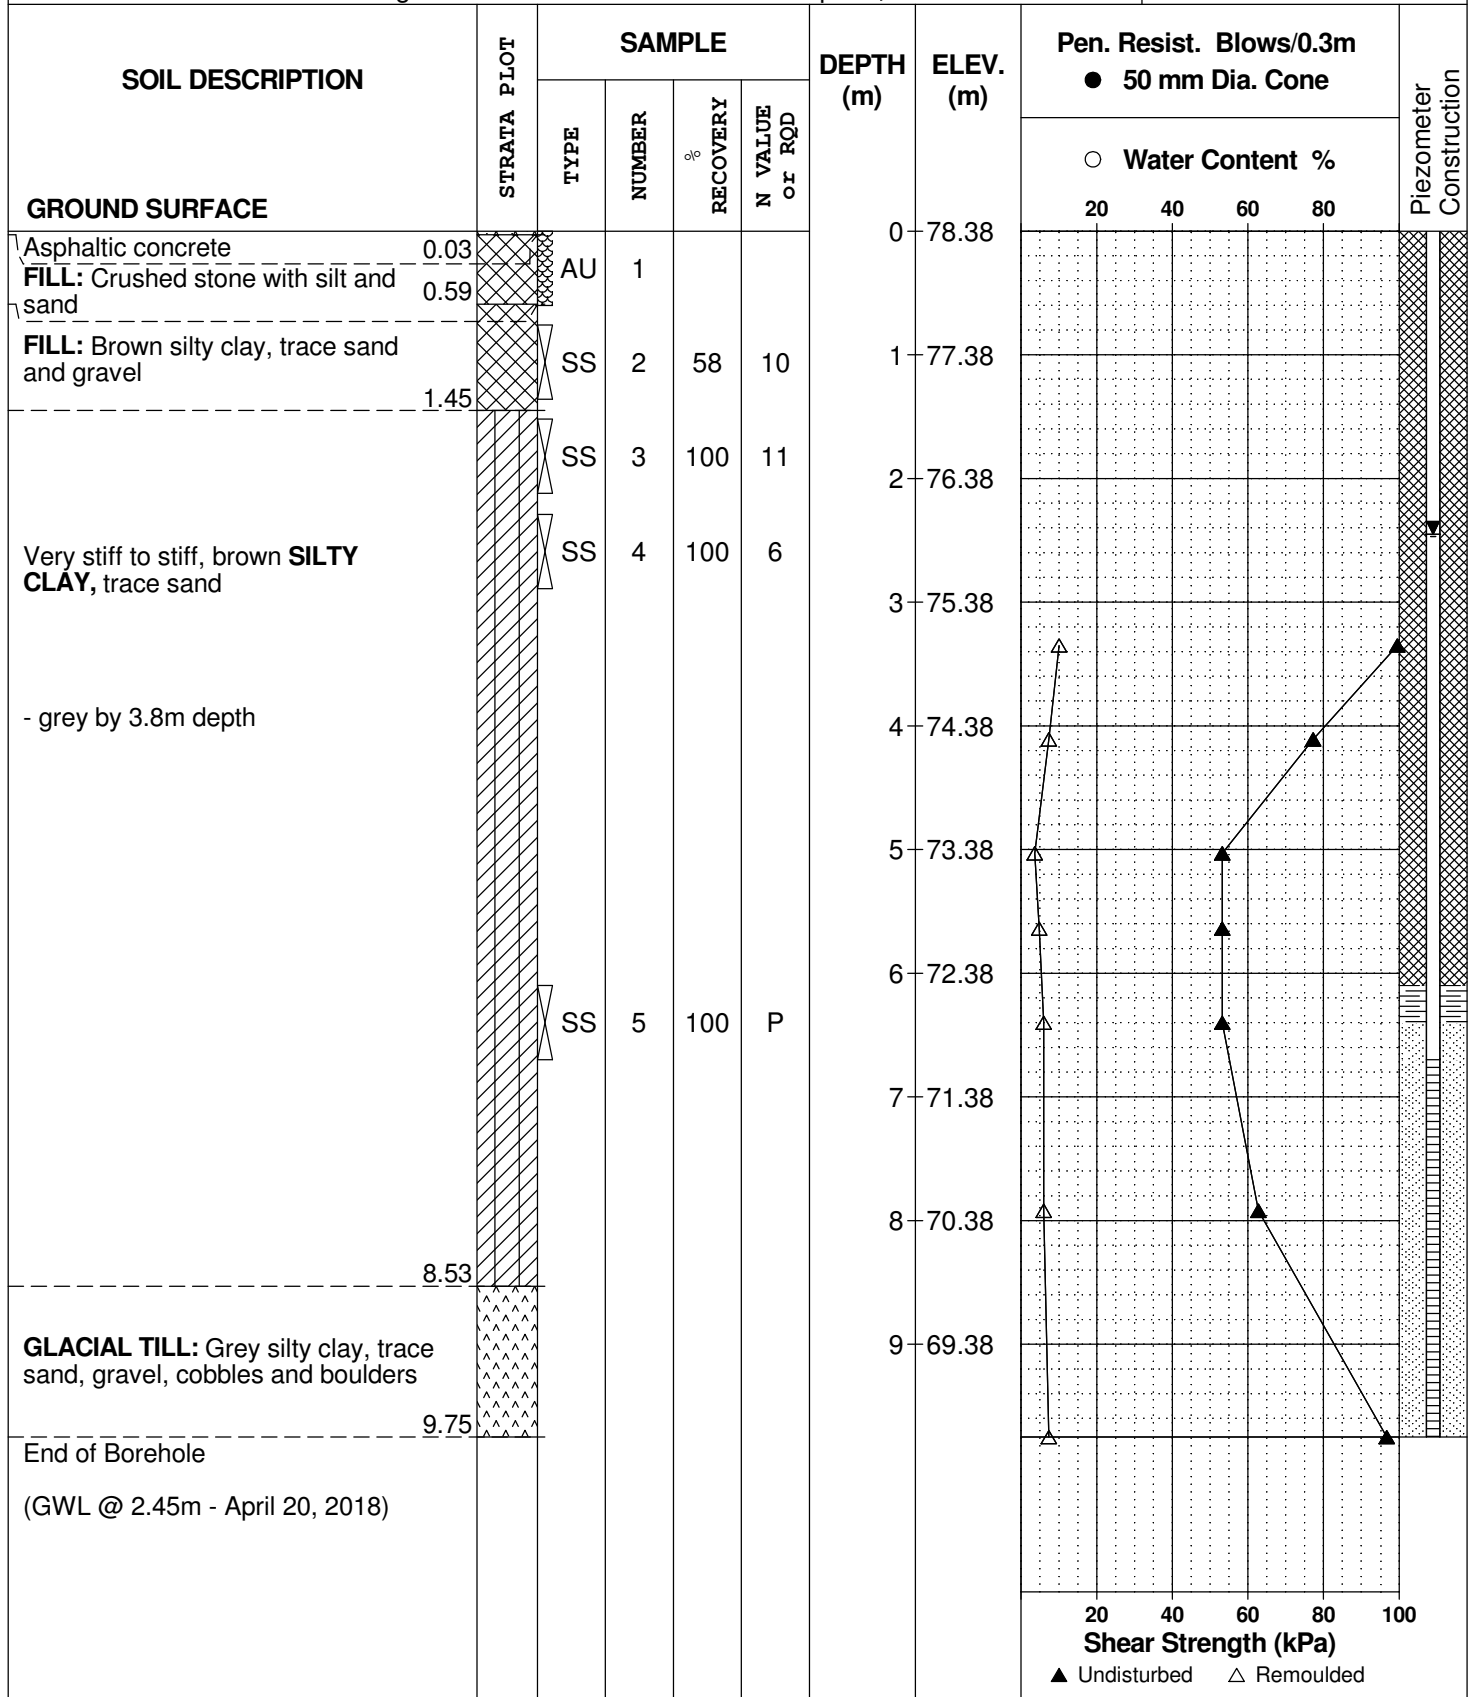 SOIL DESCRIPTION
GROUND SURFACE
STRATA PLOT
SAMPLE
TYPE
NUMBER
% RECOVERY
N VALUE or RQD
DEPTH (m)
ELEV. (m)
Pen. Resist. Blows/0.3m
● 50 mm Dia. Cone
○ Water Content %
20 40 60 80
Piezometer
Construction
Asphaltic concrete 0.03
FILL: Crushed stone with silt and
sand 0.59
FILL: Brown silty clay, trace sand
and gravel
1.45
Very stiff to stiff, brown SILTY
CLAY, trace sand
- grey by 3.8m depth
8.53
GLACIAL TILL: Grey silty clay, trace
sand, gravel, cobbles and boulders
9.75
End of Borehole
(GWL @ 2.45m - April 20, 2018)
AU 1
SS 2 58 10
SS 3 100 11
SS 4 100 6
SS 5 100 P
0 78.38
1 77.38
2 76.38
3 75.38
4 74.38
5 73.38
6 72.38
7 71.38
8 70.38
9 69.38
20 40 60 80 100
Shear Strength (kPa)
▲ Undisturbed △ Remoulded